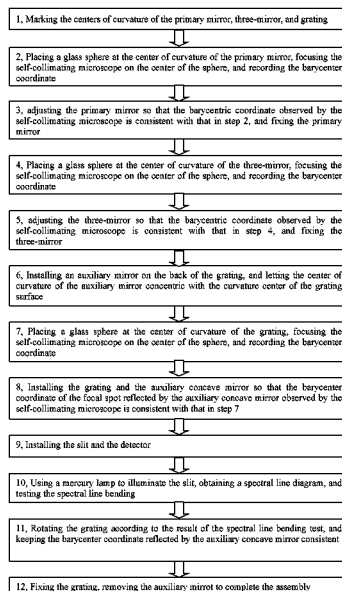 1, Marking the centers of curvature of the primary mirror, three-mirror, and grating
2, Placing a glass sphere at the center of curvature of the primary mirror, focusing the
self-collimating microscope on the center of the sphere, and recording the barycenter
coordinate
3, adjusting the primary mirror so that the barycentric coordinate observed by the
self-collimating microscope is consistent with that in step 2, and fixing the primary
mirror
4, Placing a glass sphere at the center of curvature of the three-mirror, focusing the
self-collimating microscope on the center of the sphere, and recording the barycenter
coordinate
5, adjusting the three-mirror so that the barycentric coordinate observed by the
self-collimating microscope is consistent with that in step 4, and fixing the
three-mirror
6, Installing an auxiliary mirror on the back of the grating, and letting the center of
curvature of the auxiliary mirror concentric with the curvature center of the grating
surface
7, Placing a glass sphere at the center of curvature of the grating, focusing the
self-collimating microscope on the center of the sphere, and recording the barycenter
coordinate
8, Installing the grating and the auxiliary concave mirror so that the barycenter
coordinate of the focal spot reflected by the auxiliary concave mirror observed by the
self-collimating microscope is consistent with that in step 7
9, Installing the slit and the detector
10, Using a mercury lamp to illuminate the slit, obtaining a spectral line diagram, and
testing the spectral line bending
11, Rotating the grating according to the result of the spectral line bending test, and
keeping the barycenter coordinate reflected by the auxiliary concave mirror consistent
12, Fixing the grating, removing the auxiliary mirrot to complete the assembly